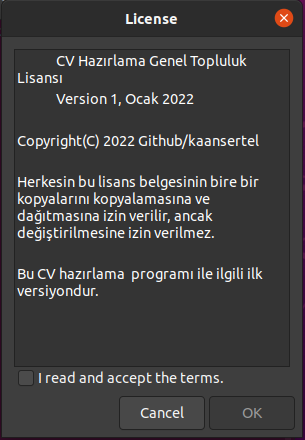 License
CV Hazırlama Genel Topluluk
Lisansı
Version 1, Ocak 2022
Copyright(C) 2022 Github/kaansertel
Herkesin bu lisans belgesinin bire bir
kopyalarını kopyalamasına ve
dağıtmasına izin verilir, ancak
değiştirilmesine izin verilmez.
Bu CV hazırlama  programı ile ilgili ilk
versiyondur.
I read and accept the terms.
Cancel OK